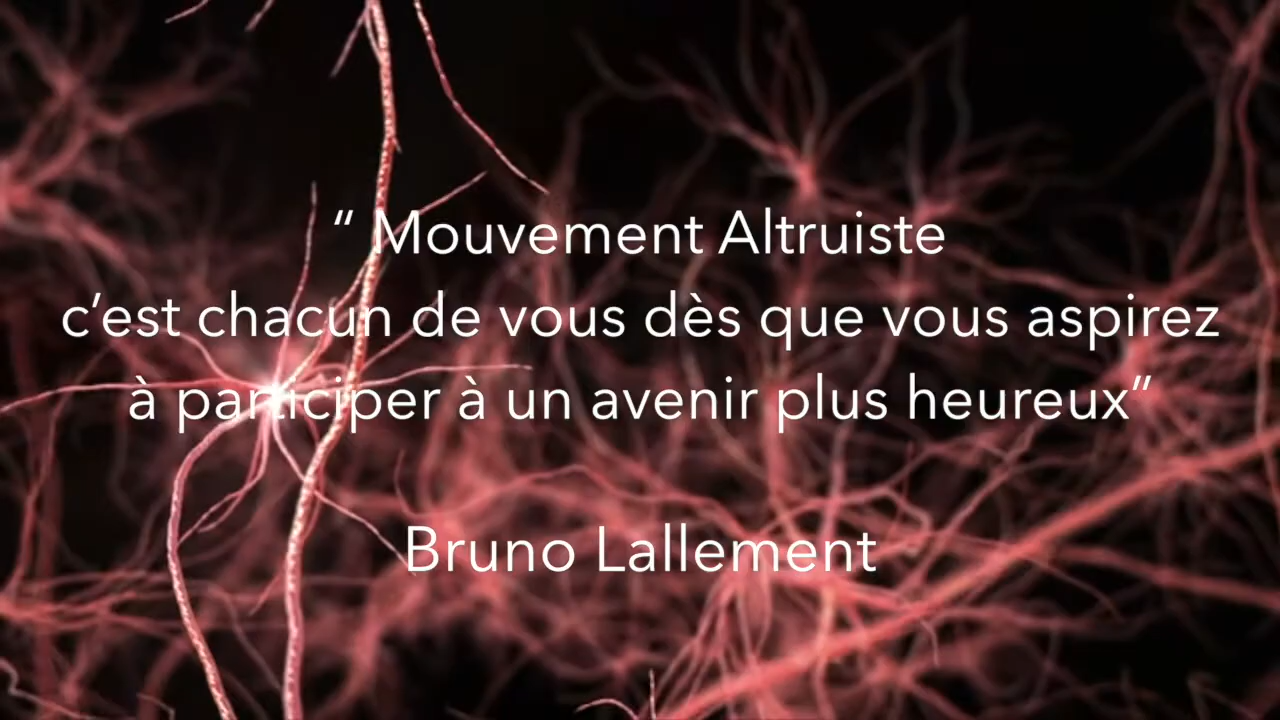 “ Mouvement Altruiste
c’est chacun de vous dès que vous aspirez
à participer à un avenir plus heureux”
Bruno Lallement